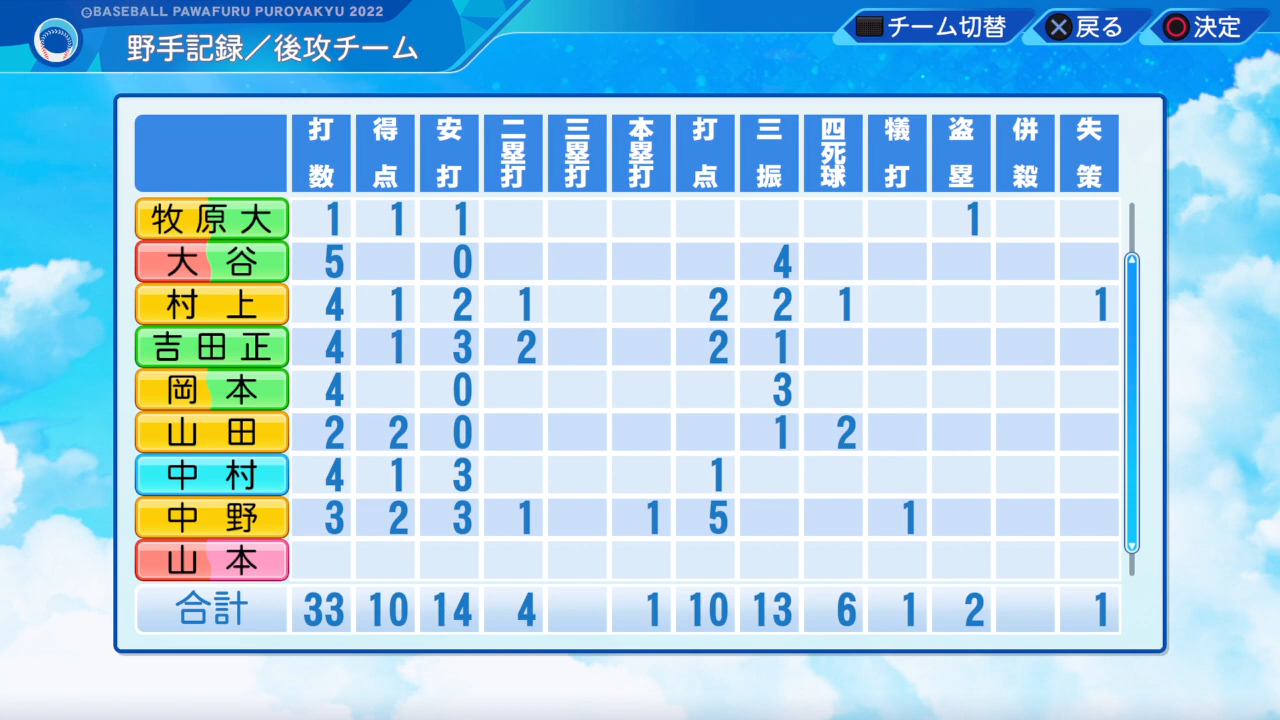 ©BASEBALL PAWAFURU PUROYAKYU 2022
野手記録／後攻チーム
チーム切替 戻る 決定
打数 得点 安打 二塁打 三塁打 本塁打 打点 三振 四死球 犠打 盗塁 併殺 失策
牧原大 1 1 1 1
大谷 5 0 4
村上 4 1 2 1 2 2 1 1
吉田正 4 1 3 2 2 1
岡本 4 0 3
山田 2 2 0 1 2
中村 4 1 3 1
中野 3 2 3 1 1 5 1
山本
合計 33 10 14 4 1 10 13 6 1 2 1